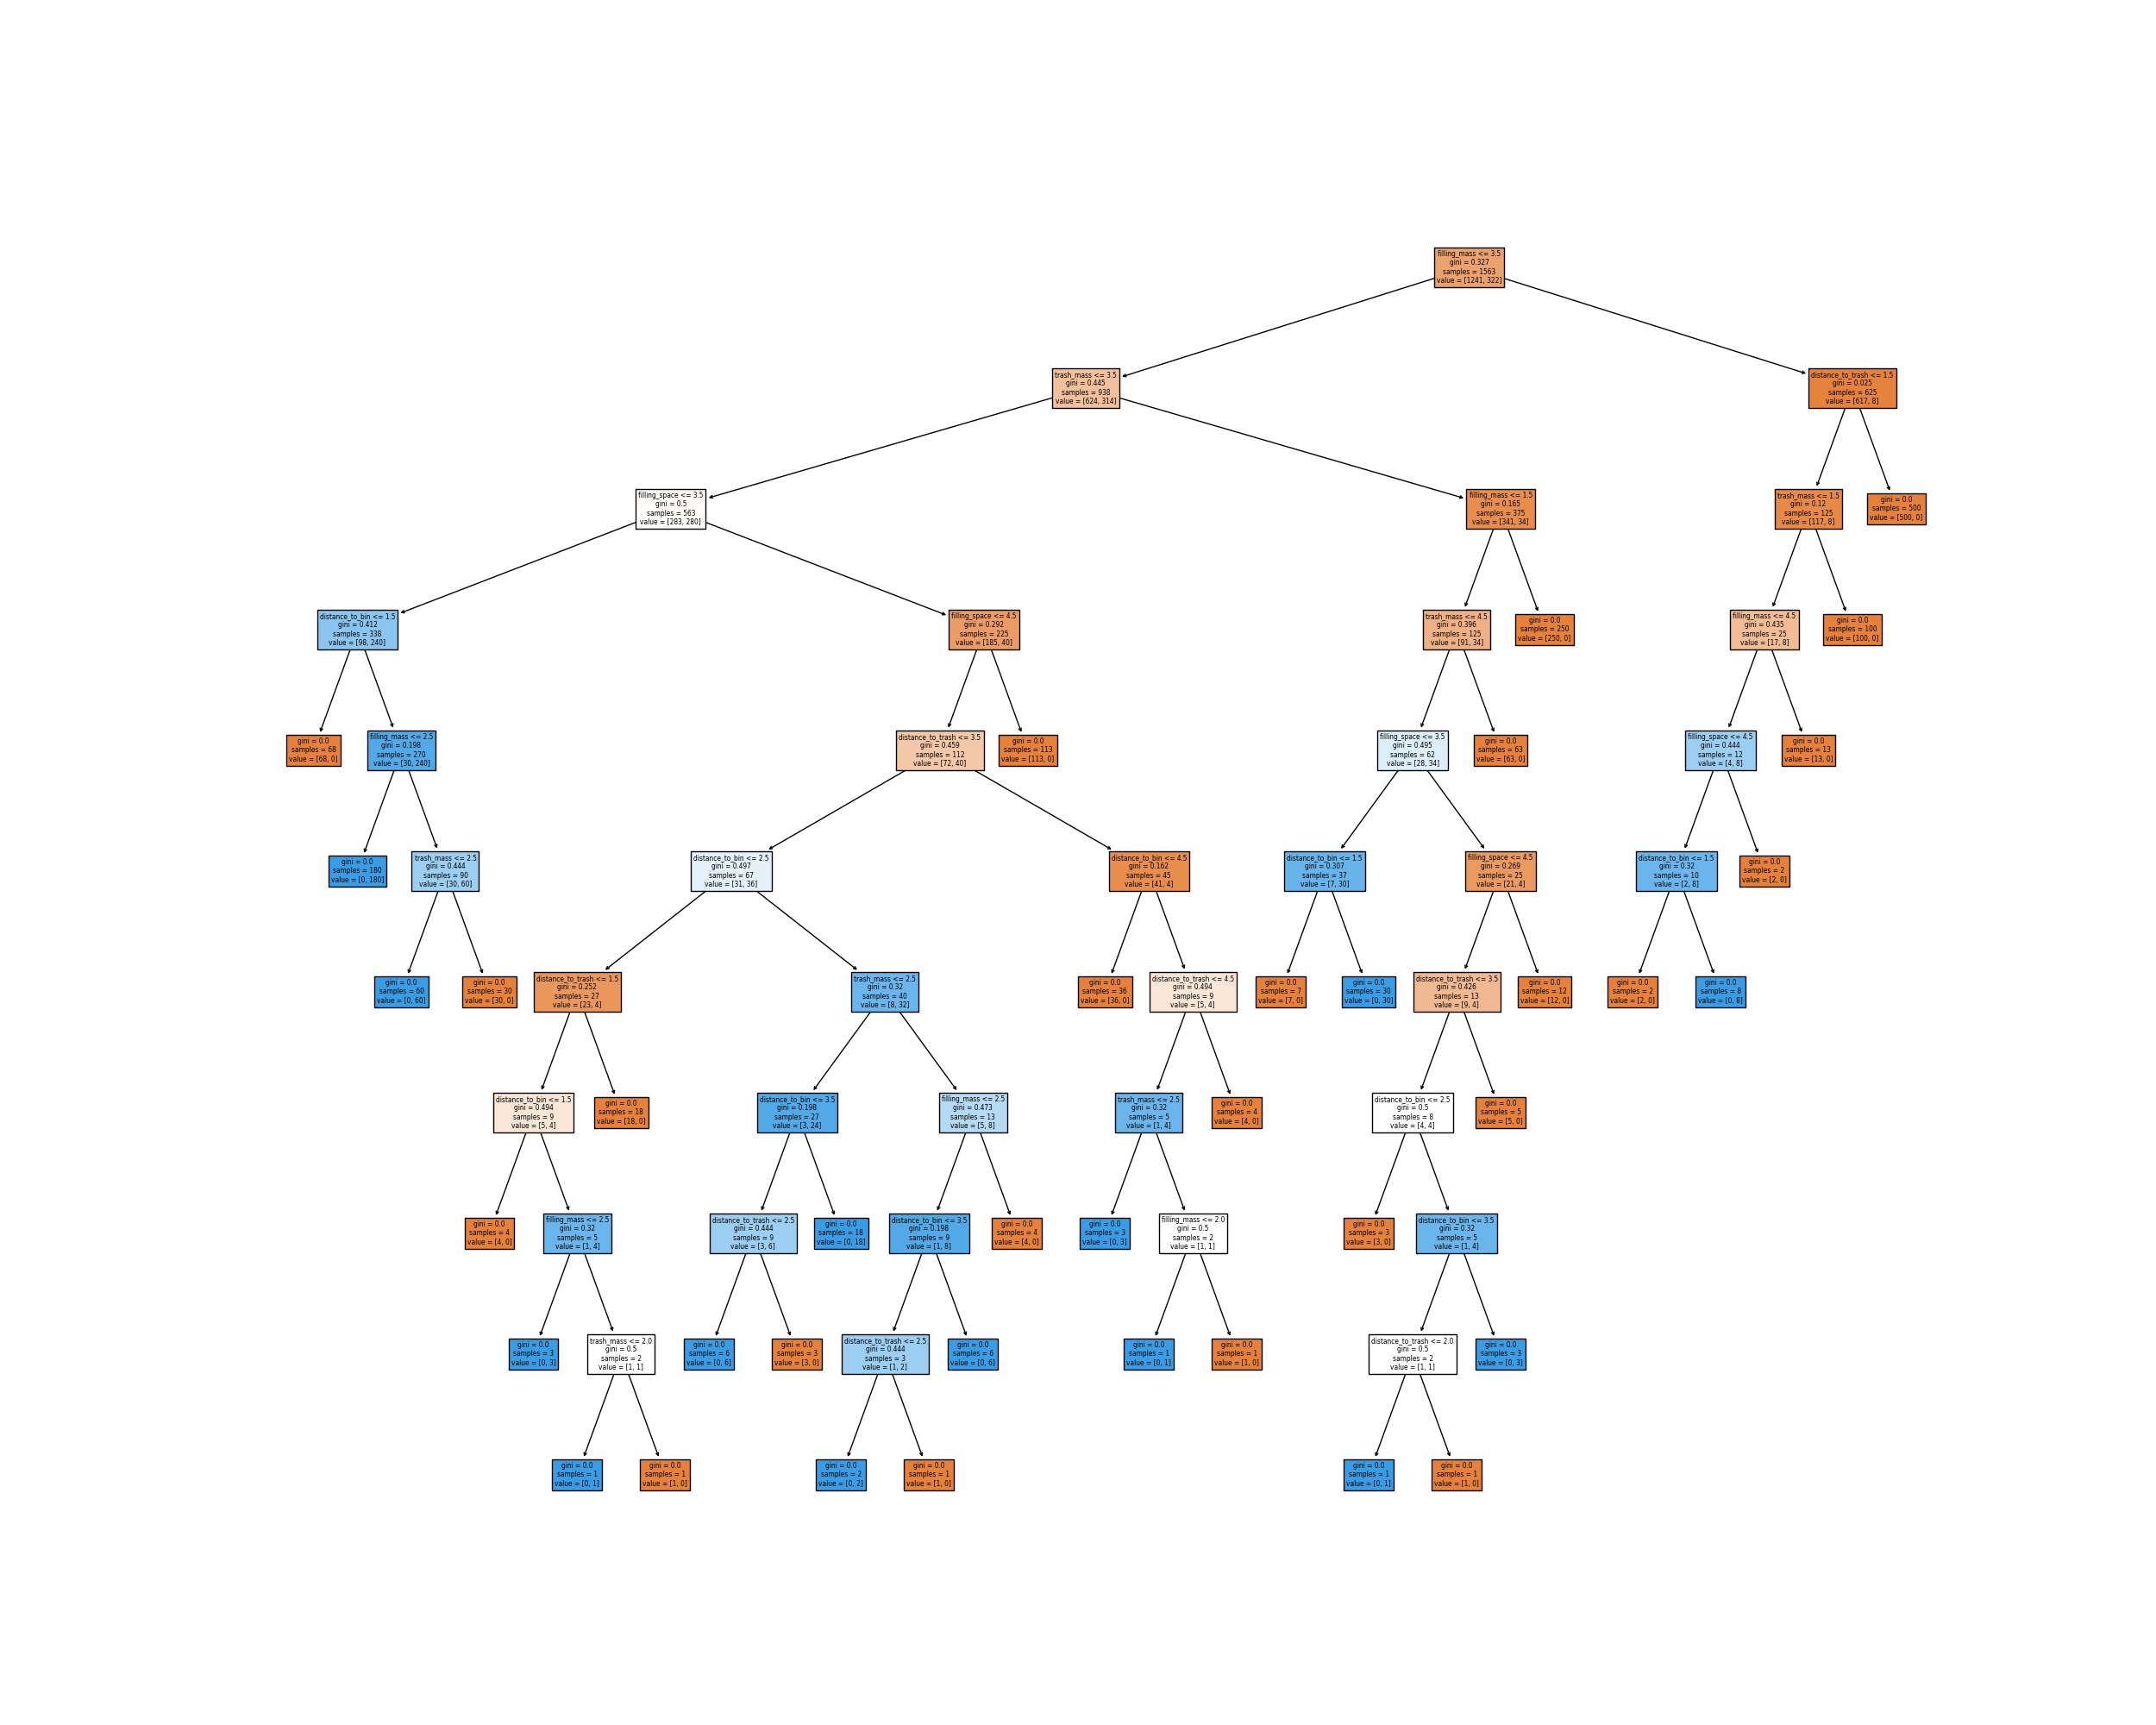 filling_mass <= 3.5
gini = 0.327
samples = 1563
value = [1241, 322]
trash_mass <= 3.5
gini = 0.445
samples = 938
value = [624, 314]
distance_to_trash <= 1.5
gini = 0.025
samples = 625
value = [617, 8]
filling_space <= 3.5
gini = 0.5
samples = 563
value = [283, 280]
filling_mass <= 1.5
gini = 0.165
samples = 375
value = [341, 34]
trash_mass <= 1.5
gini = 0.12
samples = 125
value = [117, 8]
gini = 0.0
samples = 500
value = [500, 0]
distance_to_bin <= 1.5
gini = 0.412
samples = 338
value = [98, 240]
filling_space <= 4.5
gini = 0.292
samples = 225
value = [185, 40]
trash_mass <= 4.5
gini = 0.396
samples = 125
value = [91, 34]
gini = 0.0
samples = 250
value = [250, 0]
filling_mass <= 4.5
gini = 0.435
samples = 25
value = [17, 8]
gini = 0.0
samples = 100
value = [100, 0]
gini = 0.0
samples = 68
value = [68, 0]
filling_mass <= 2.5
gini = 0.198
samples = 270
value = [30, 240]
distance_to_trash <= 3.5
gini = 0.459
samples = 112
value = [72, 40]
gini = 0.0
samples = 113
value = [113, 0]
filling_space <= 3.5
gini = 0.495
samples = 62
value = [28, 34]
gini = 0.0
samples = 63
value = [63, 0]
filling_space <= 4.5
gini = 0.444
samples = 12
value = [4, 8]
gini = 0.0
samples = 13
value = [13, 0]
gini = 0.0
samples = 180
value = [0, 180]
trash_mass <= 2.5
gini = 0.444
samples = 90
value = [30, 60]
distance_to_bin <= 2.5
gini = 0.497
samples = 67
value = [31, 36]
distance_to_bin <= 4.5
gini = 0.162
samples = 45
value = [41, 4]
distance_to_bin <= 1.5
gini = 0.307
samples = 37
value = [7, 30]
filling_space <= 4.5
gini = 0.269
samples = 25
value = [21, 4]
distance_to_bin <= 1.5
gini = 0.32
samples = 10
value = [2, 8]
gini = 0.0
samples = 2
value = [2, 0]
gini = 0.0
samples = 60
value = [0, 60]
gini = 0.0
samples = 30
value = [30, 0]
distance_to_trash <= 1.5
gini = 0.252
samples = 27
value = [23, 4]
trash_mass <= 2.5
gini = 0.32
samples = 40
value = [8, 32]
gini = 0.0
samples = 36
value = [36, 0]
distance_to_trash <= 4.5
gini = 0.494
samples = 9
value = [5, 4]
gini = 0.0
samples = 7
value = [7, 0]
gini = 0.0
samples = 30
value = [0, 30]
distance_to_trash <= 3.5
gini = 0.426
samples = 13
value = [9, 4]
gini = 0.0
samples = 12
value = [12, 0]
gini = 0.0
samples = 2
value = [2, 0]
gini = 0.0
samples = 8
value = [0, 8]
distance_to_bin <= 1.5
gini = 0.494
samples = 9
value = [5, 4]
gini = 0.0
samples = 18
value = [18, 0]
distance_to_bin <= 3.5
gini = 0.198
samples = 27
value = [3, 24]
filling_mass <= 2.5
gini = 0.473
samples = 13
value = [5, 8]
trash_mass <= 2.5
gini = 0.32
samples = 5
value = [1, 4]
gini = 0.0
samples = 4
value = [4, 0]
distance_to_bin <= 2.5
gini = 0.5
samples = 8
value = [4, 4]
gini = 0.0
samples = 5
value = [5, 0]
gini = 0.0
samples = 4
value = [4, 0]
filling_mass <= 2.5
gini = 0.32
samples = 5
value = [1, 4]
distance_to_trash <= 2.5
gini = 0.444
samples = 9
value = [3, 6]
gini = 0.0
samples = 18
value = [0, 18]
distance_to_bin <= 3.5
gini = 0.198
samples = 9
value = [1, 8]
gini = 0.0
samples = 4
value = [4, 0]
gini = 0.0
samples = 3
value = [0, 3]
filling_mass <= 2.0
gini = 0.5
samples = 2
value = [1, 1]
gini = 0.0
samples = 3
value = [3, 0]
distance_to_bin <= 3.5
gini = 0.32
samples = 5
value = [1, 4]
gini = 0.0
samples = 3
value = [0, 3]
trash_mass <= 2.0
gini = 0.5
samples = 2
value = [1, 1]
gini = 0.0
samples = 6
value = [0, 6]
gini = 0.0
samples = 3
value = [3, 0]
distance_to_trash <= 2.5
gini = 0.444
samples = 3
value = [1, 2]
gini = 0.0
samples = 6
value = [0, 6]
gini = 0.0
samples = 1
value = [0, 1]
gini = 0.0
samples = 1
value = [1, 0]
distance_to_trash <= 2.0
gini = 0.5
samples = 2
value = [1, 1]
gini = 0.0
samples = 3
value = [0, 3]
gini = 0.0
samples = 1
value = [0, 1]
gini = 0.0
samples = 1
value = [1, 0]
gini = 0.0
samples = 2
value = [0, 2]
gini = 0.0
samples = 1
value = [1, 0]
gini = 0.0
samples = 1
value = [0, 1]
gini = 0.0
samples = 1
value = [1, 0]